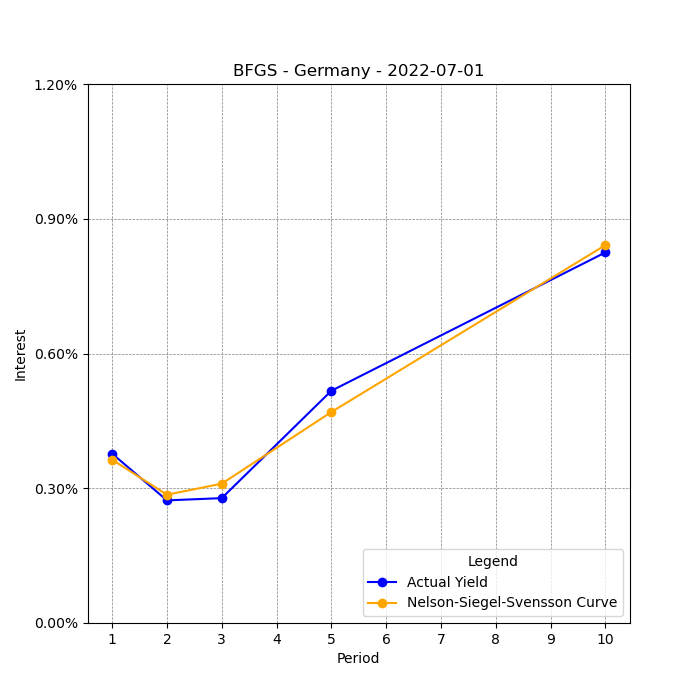 BFGS - Germany - 2022-07-01
1.20%
0.90%
0.60%
0.30%
0.00%
Interest
1 2 3 4 5 6 7 8 9 10
Period
Legend
Actual Yield
Nelson-Siegel-Svensson Curve